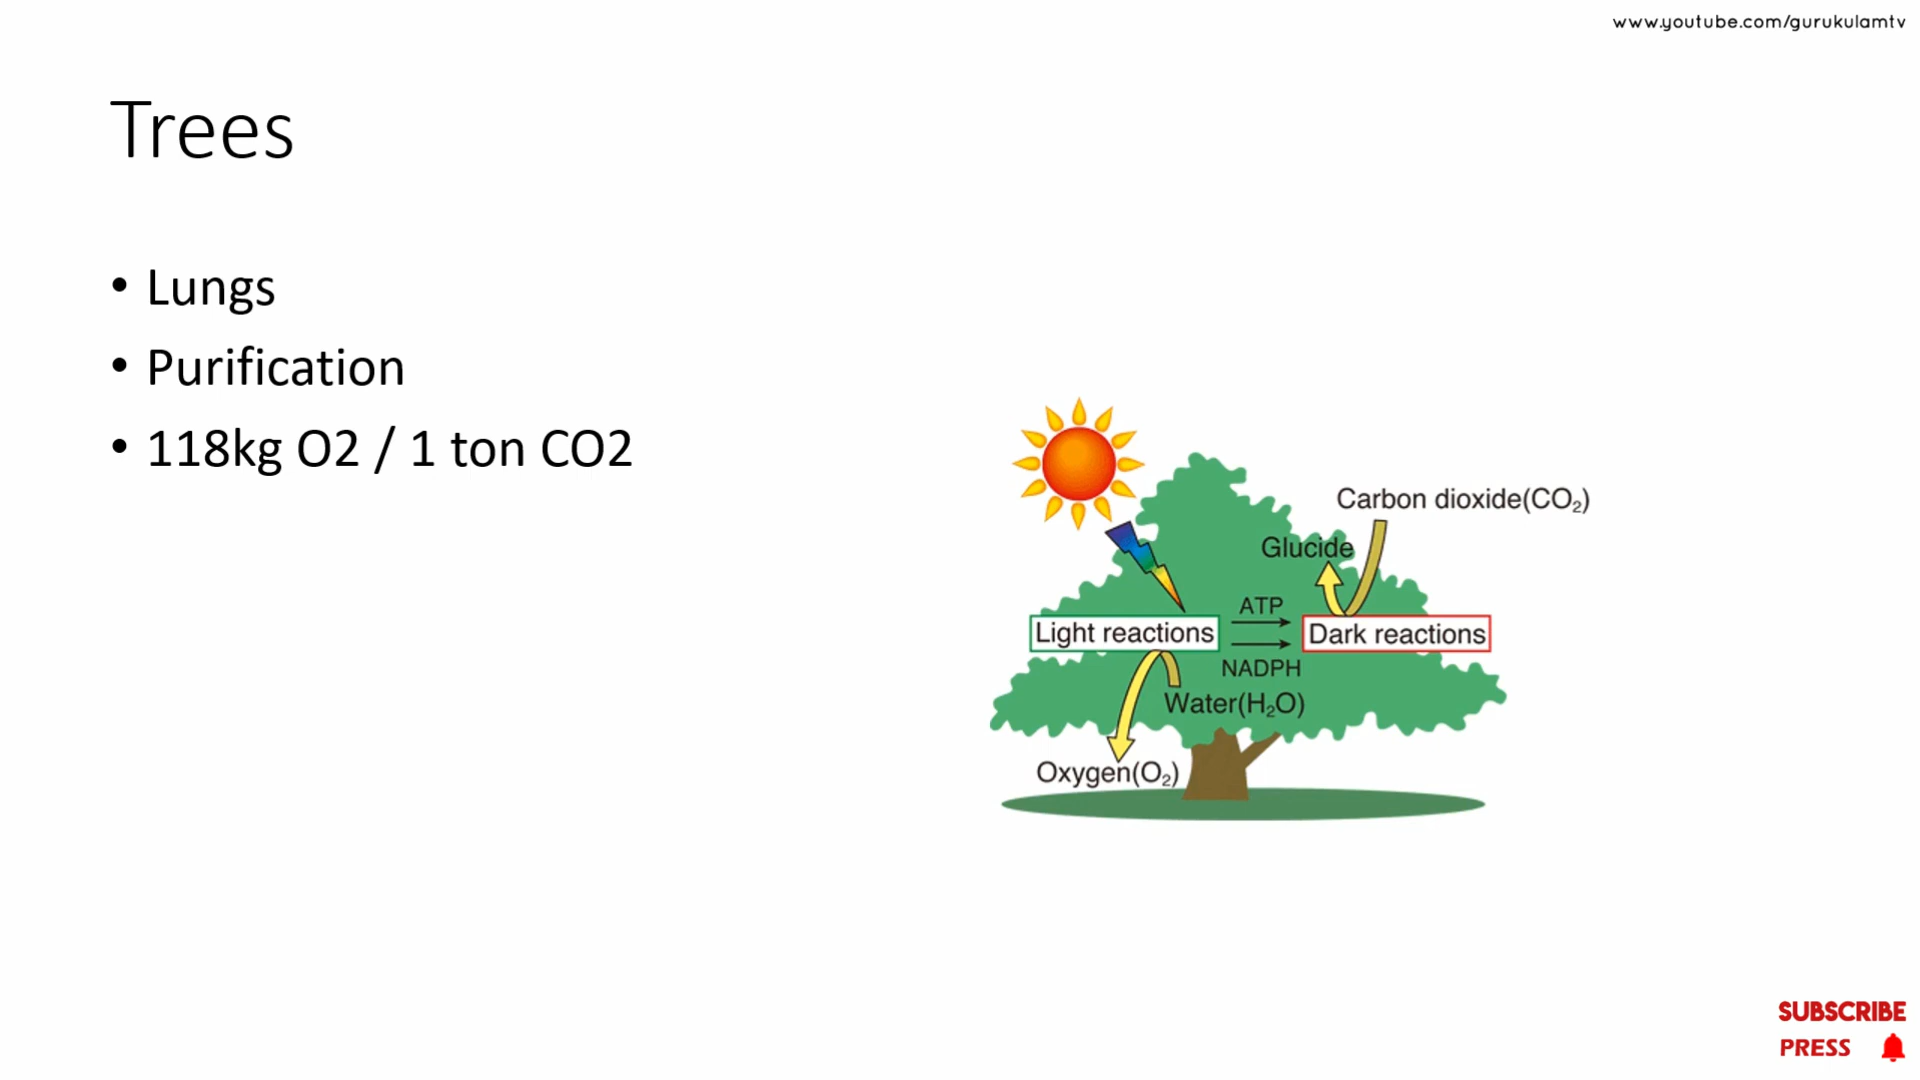 www.youtube.com/gurukulamtv
Trees
• Lungs
• Purification
• 118kg O2 / 1 ton CO2
Carbon dioxide(CO₂)
Glucide
ATP
Light reactions
Dark reactions
NADPH
Water(H₂O)
Oxygen(O₂)
SUBSCRIBE
PRESS